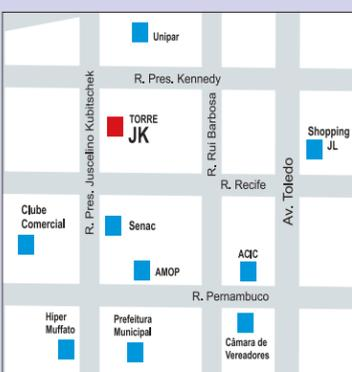 Unipar
R. Pres. Kennedy
R. Pres. Juscelino Kubitschek
TORRE
JK
R. Rui Barbosa
Av. Toledo
Shopping
JL
R. Recife
Clube
Comercial
Senac
AMOP
ACIC
R. Pernambuco
Hiper
Muffato
Prefeitura
Municipal
Câmara de
Vereadores